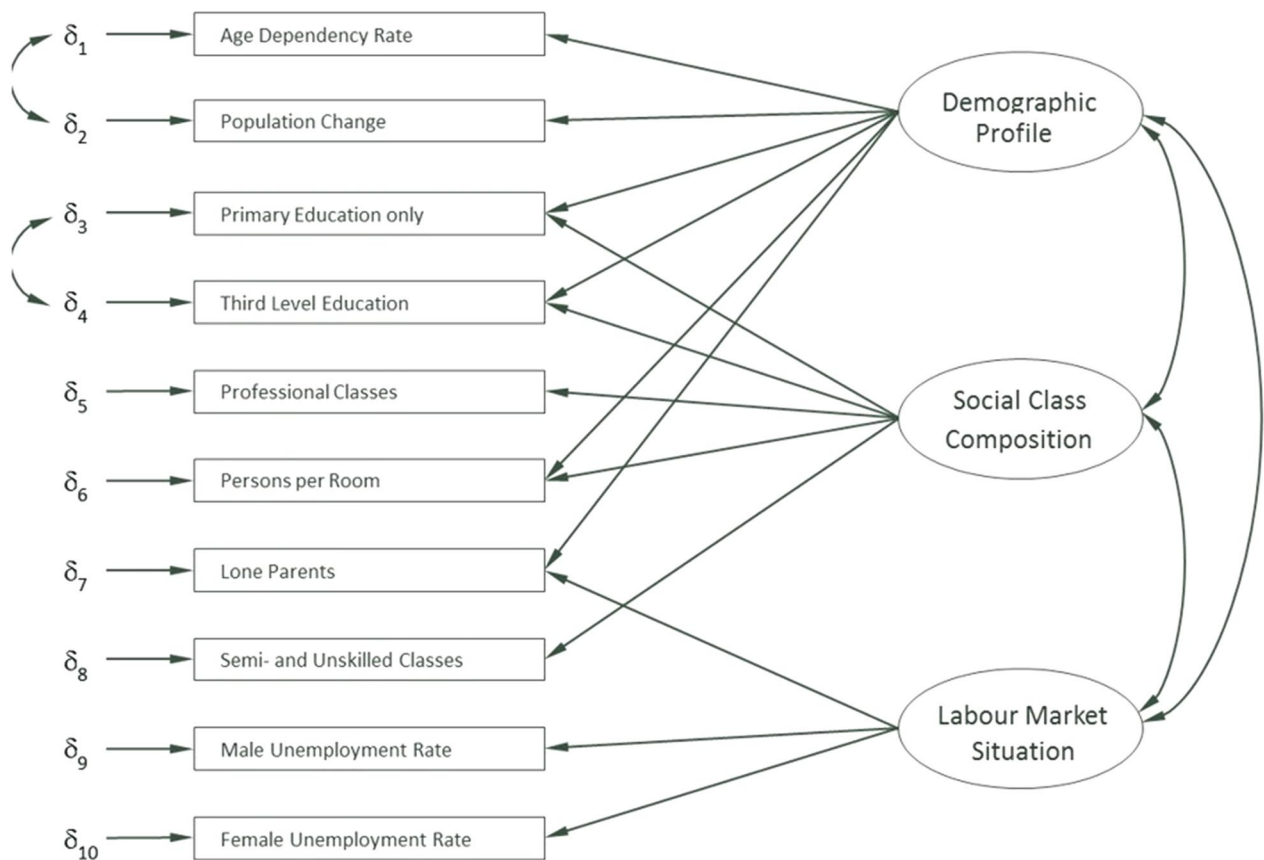 δ1
Age Dependency Rate
δ2
Population Change
δ3
Primary Education only
δ4
Third Level Education
δ5
Professional Classes
δ6
Persons per Room
δ7
Lone Parents
δ8
Semi- and Unskilled Classes
δ9
Male Unemployment Rate
δ10
Female Unemployment Rate
Demographic
Profile
Social Class
Composition
Labour Market
Situation